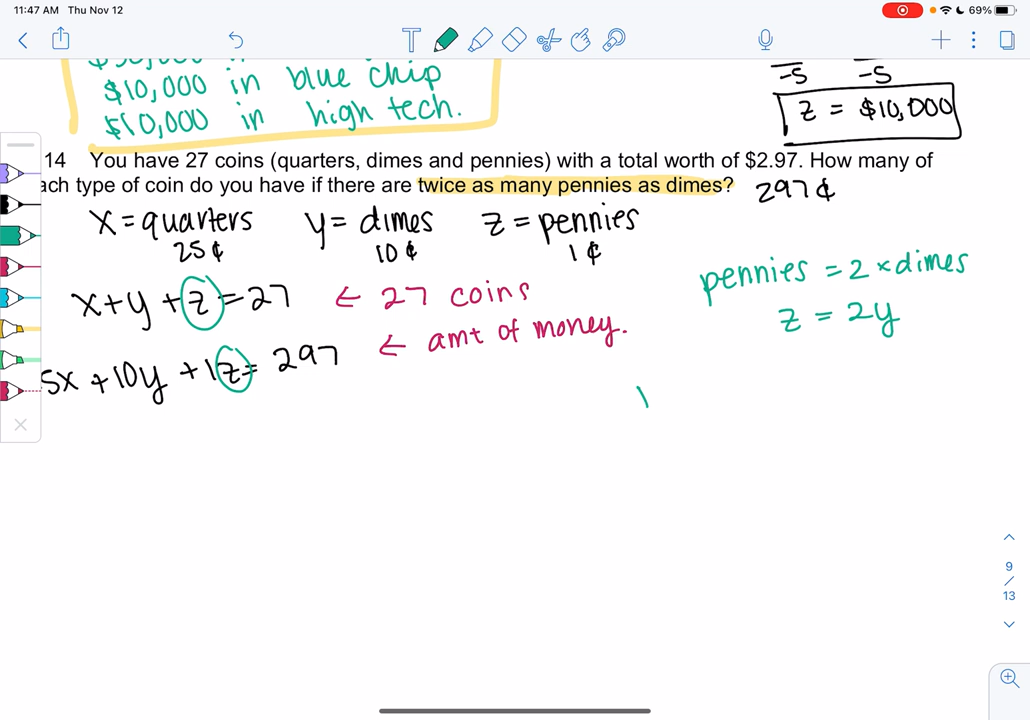 11:47 AM Thu Nov 12
69%
T
$10,000 in blue chip
$10,000 in high tech.
-5 -5
z = $10,000
14 You have 27 coins (quarters, dimes and pennies) with a total worth of $2.97. How many of
ach type of coin do you have if there are twice as many pennies as dimes?
297¢
x = quarters y = dimes z = pennies
25¢ 10¢ 1¢
pennies = 2 × dimes
x + y + z = 27 ← 27 coins
z = 2y
5x + 10y + 1z = 297 ← amt of money.
9
/
13